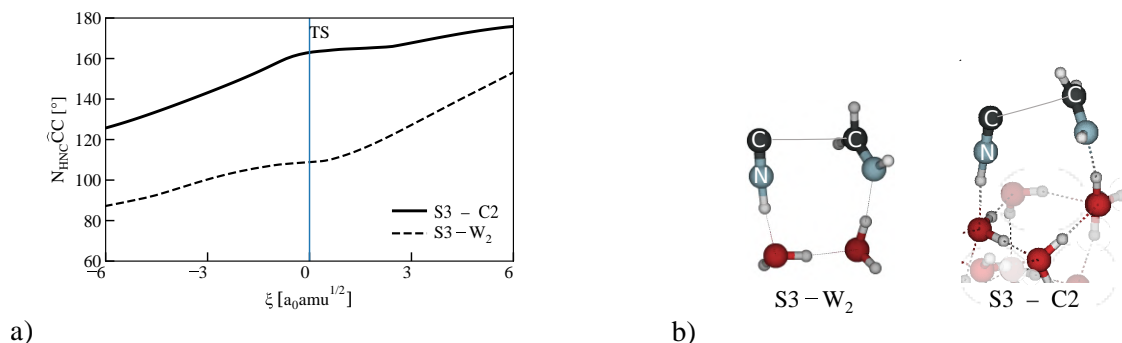 180
TS
160
140
120
100
80
60
N_HNC ĈC [°]
S3 – C2
S3–W₂
−6
−3
0
3
6
ξ [a₀amu^1/2]
a)
C
C
N
S3–W₂
C
C
N
S3 – C2
b)